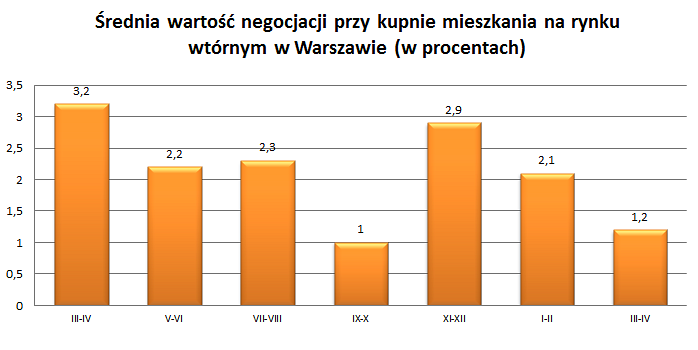 Średnia wartość negocjacji przy kupnie mieszkania na rynku
wtórnym w Warszawie (w procentach)
3,5
3
2,5
2
1,5
1
0,5
0
3,2
2,2
2,3
1
2,9
2,1
1,2
III-IV
V-VI
VII-VIII
IX-X
XI-XII
I-II
III-IV